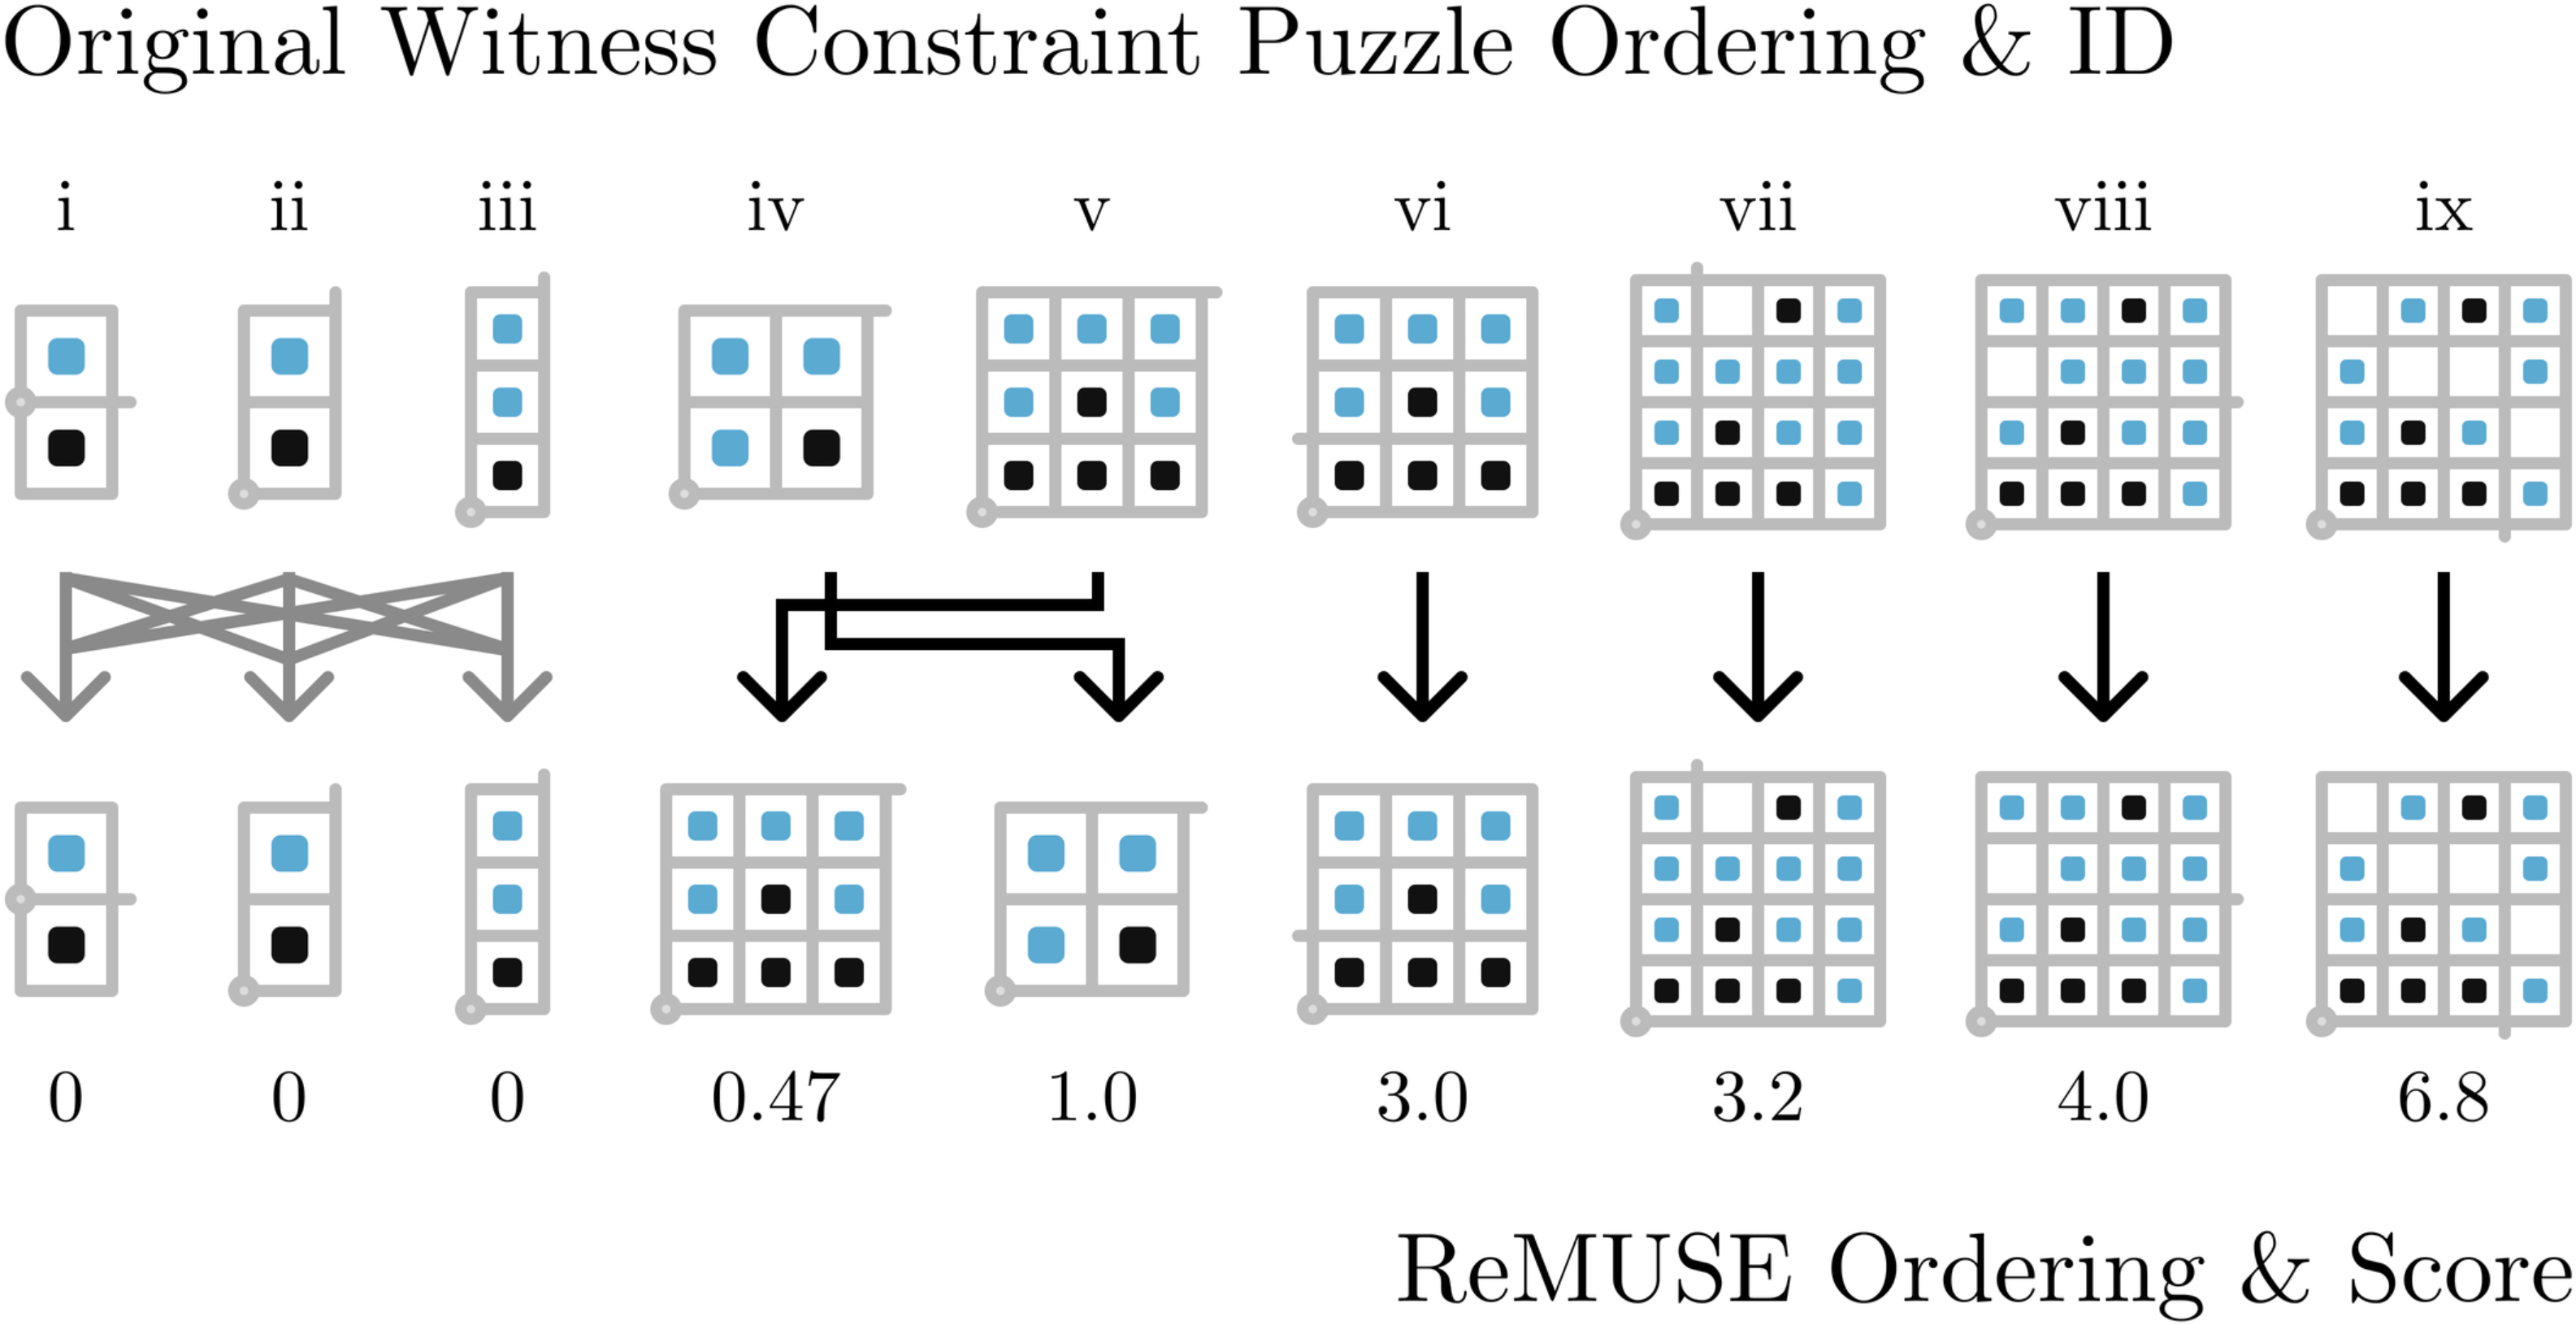 Original Witness Constraint Puzzle Ordering & ID
i ii iii iv v vi vii viii ix
0 0 0 0.47 1.0 3.0 3.2 4.0 6.8
ReMUSE Ordering & Score